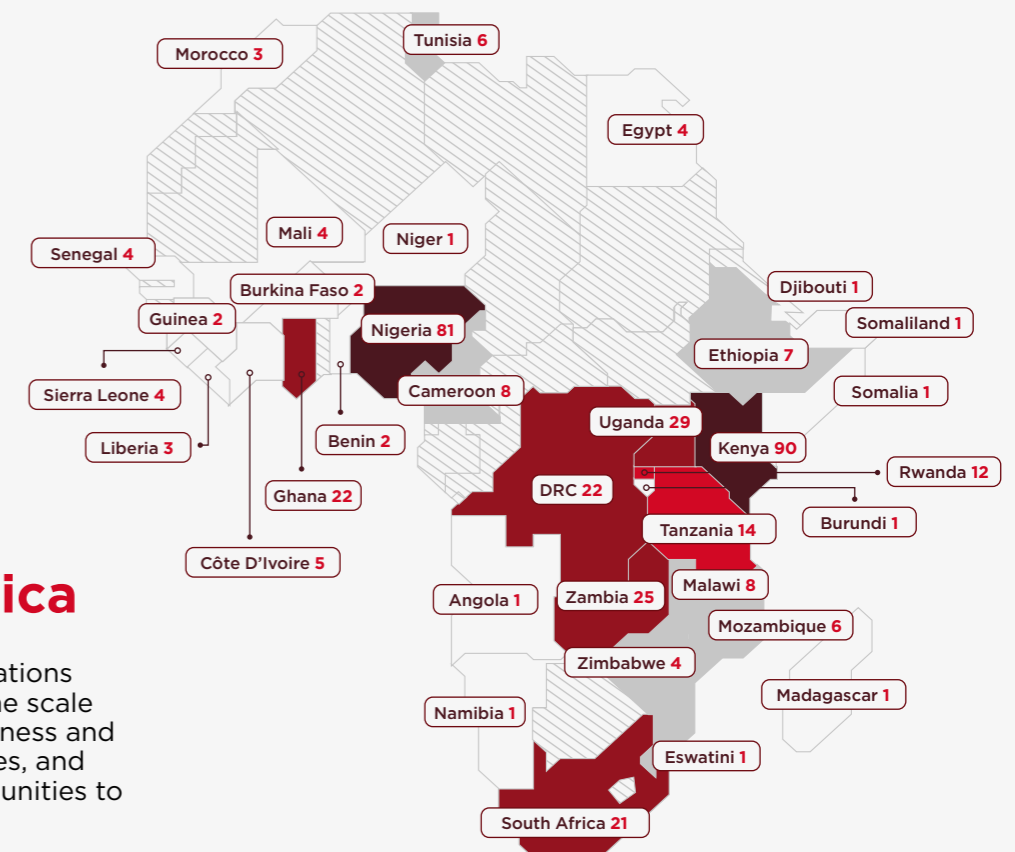 Tunisia 6
Morocco 3
Egypt 4
Mali 4
Niger 1
Senegal 4
Djibouti 1
Burkina Faso 2
Guinea 2
Nigeria 81
Somaliland 1
Ethiopia 7
Cameroon 8
Somalia 1
Sierra Leone 4
Uganda 29
Liberia 3
Benin 2
Kenya 90
Rwanda 12
Ghana 22
DRC 22
Burundi 1
Tanzania 14
Côte D’Ivoire 5
Malawi 8
Angola 1
Zambia 25
Mozambique 6
Zimbabwe 4
Madagascar 1
Namibia 1
Eswatini 1
South Africa 21
ica
ations
e scale
ness and
es, and
unities to